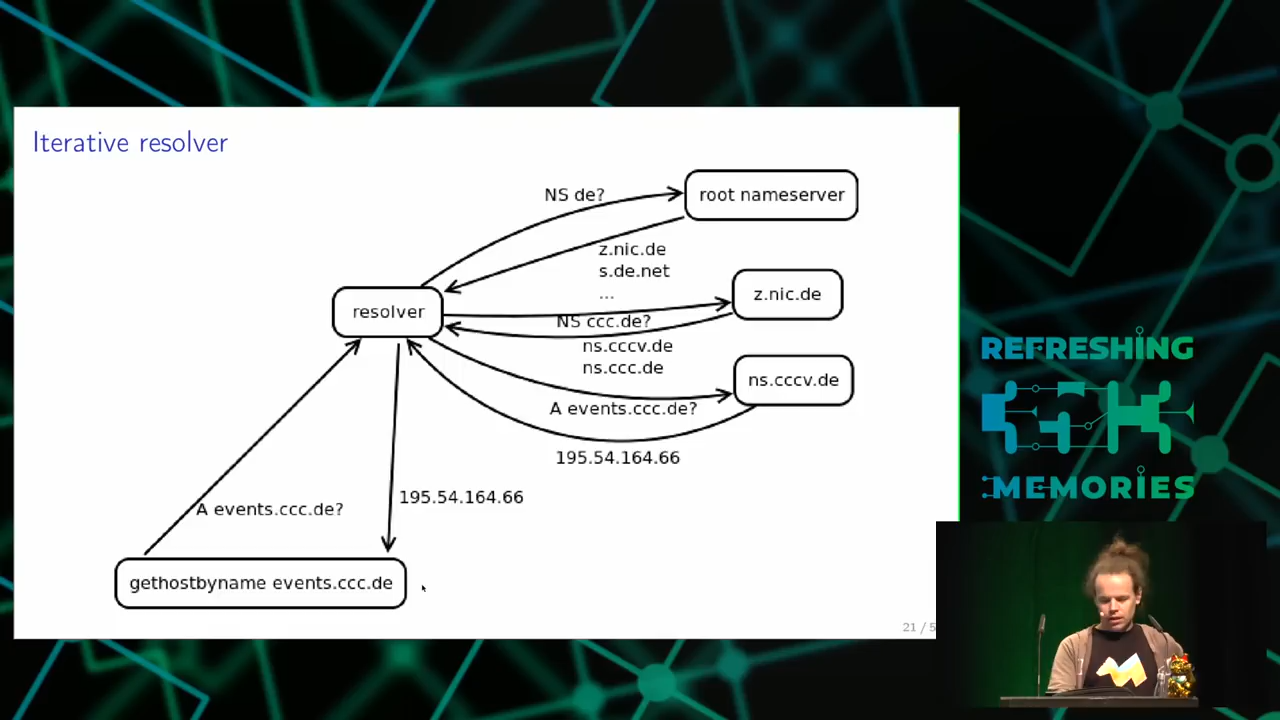 Iterative resolver
NS de?
root nameserver
z.nic.de
s.de.net
...
z.nic.de
resolver
NS ccc.de?
ns.cccv.de
ns.ccc.de
ns.cccv.de
A events.ccc.de?
195.54.164.66
195.54.164.66
A events.ccc.de?
gethostbyname events.ccc.de
21 / 5
REFRESHING
MEMORIES